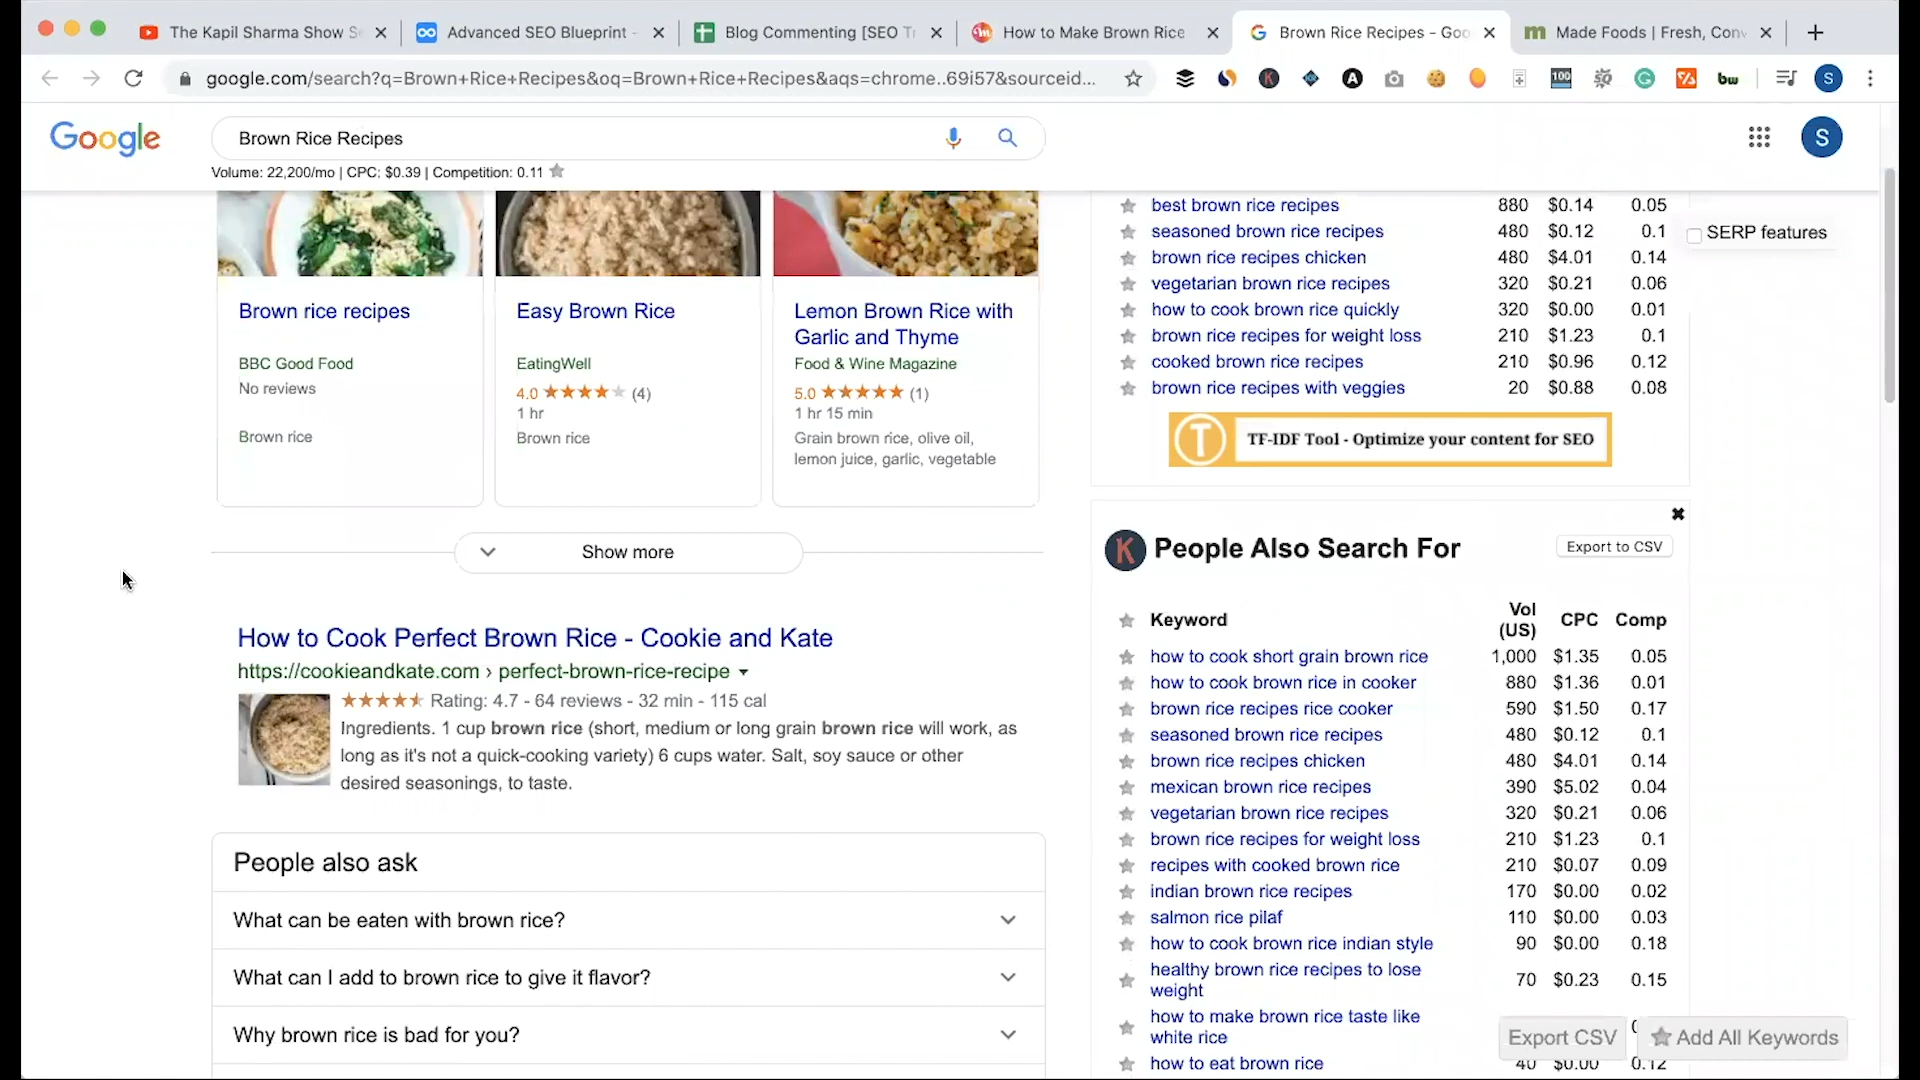 The Kapil Sharma Show S
Advanced SEO Blueprint -
Blog Commenting [SEO T
How to Make Brown Rice
Brown Rice Recipes - Goo
Made Foods | Fresh, Conv
google.com/search?q=Brown+Rice+Recipes&oq=Brown+Rice+Recipes&aqs=chrome..69i57&sourceid...
100
bw
S
Google
Brown Rice Recipes
S
Volume: 22,200/mo | CPC: $0.39 | Competition: 0.11
Brown rice recipes
BBC Good Food
No reviews
Brown rice
Easy Brown Rice
EatingWell
4.0 ★★★★★ (4)
1 hr
Brown rice
Lemon Brown Rice with
Garlic and Thyme
Food & Wine Magazine
5.0 ★★★★★ (1)
1 hr 15 min
Grain brown rice, olive oil,
lemon juice, garlic, vegetable
Show more
How to Cook Perfect Brown Rice - Cookie and Kate
https://cookieandkate.com › perfect-brown-rice-recipe
Rating: 4.7 - 64 reviews - 32 min - 115 cal
Ingredients. 1 cup brown rice (short, medium or long grain brown rice will work, as
long as it's not a quick-cooking variety) 6 cups water. Salt, soy sauce or other
desired seasonings, to taste.
People also ask
What can be eaten with brown rice?
What can I add to brown rice to give it flavor?
Why brown rice is bad for you?
best brown rice recipes 880 $0.14 0.05
seasoned brown rice recipes 480 $0.12 0.1
brown rice recipes chicken 480 $4.01 0.14
vegetarian brown rice recipes 320 $0.21 0.06
how to cook brown rice quickly 320 $0.00 0.01
brown rice recipes for weight loss 210 $1.23 0.1
cooked brown rice recipes 210 $0.96 0.12
brown rice recipes with veggies 20 $0.88 0.08
SERP features
T TF-IDF Tool - Optimize your content for SEO
K People Also Search For
Export to CSV
Keyword Vol (US) CPC Comp
how to cook short grain brown rice 1,000 $1.35 0.05
how to cook brown rice in cooker 880 $1.36 0.01
brown rice recipes rice cooker 590 $1.50 0.17
seasoned brown rice recipes 480 $0.12 0.1
brown rice recipes chicken 480 $4.01 0.14
mexican brown rice recipes 390 $5.02 0.04
vegetarian brown rice recipes 320 $0.21 0.06
brown rice recipes for weight loss 210 $1.23 0.1
recipes with cooked brown rice 210 $0.07 0.09
indian brown rice recipes 170 $0.00 0.02
salmon rice pilaf 110 $0.00 0.03
how to cook brown rice indian style 90 $0.00 0.18
healthy brown rice recipes to lose
weight 70 $0.23 0.15
how to make brown rice taste like
white rice
how to eat brown rice 40 $0.00 0.12
Export CSV
Add All Keywords